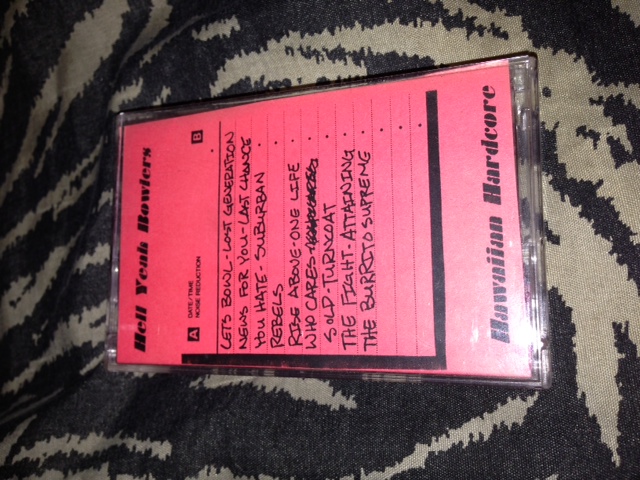 Hell Yeah Bowlers
A B
DATE/TIME
NOISE REDUCTION
LETS BOWL - LOST GENERATION
NEWS FOR YOU - LAST CHANCE
YOU HATE - SUBURBAN
REBELS
RISE ABOVE - ONE LIFE
WHO CARES -
SOLD - TURNCOAT
THE FIGHT - ATTAINING
THE BURRITO SUPREME
Hawaiian Hardcore